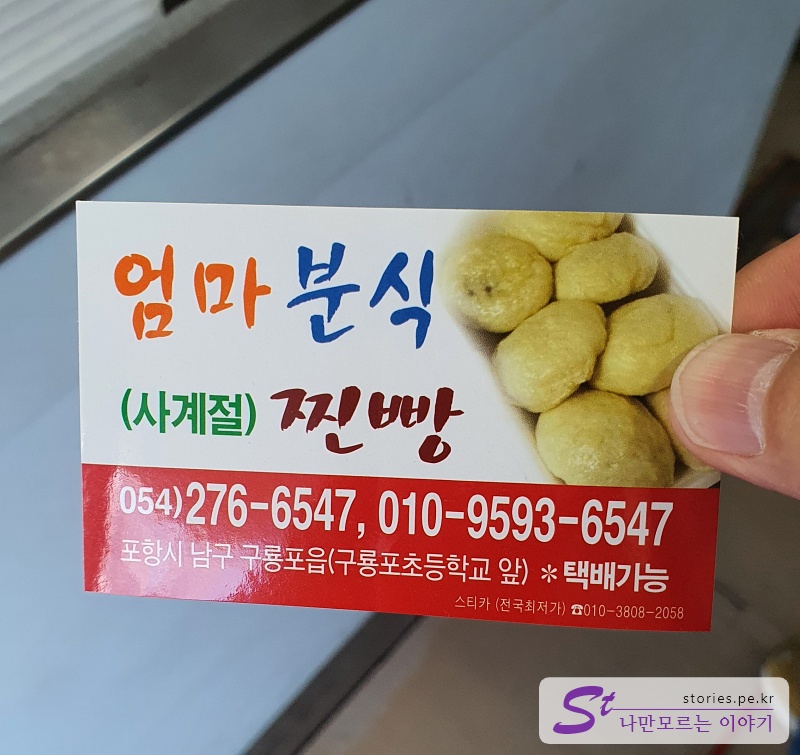 엄마 분식
(사계절) 찐빵
054)276-6547, 010-9593-6547
포항시 남구 구룡포읍(구룡포초등학교 앞) *택배가능
스티카 (전국최저가) ☎010-3808-2058
St stories.pe.kr
나만모르는 이야기